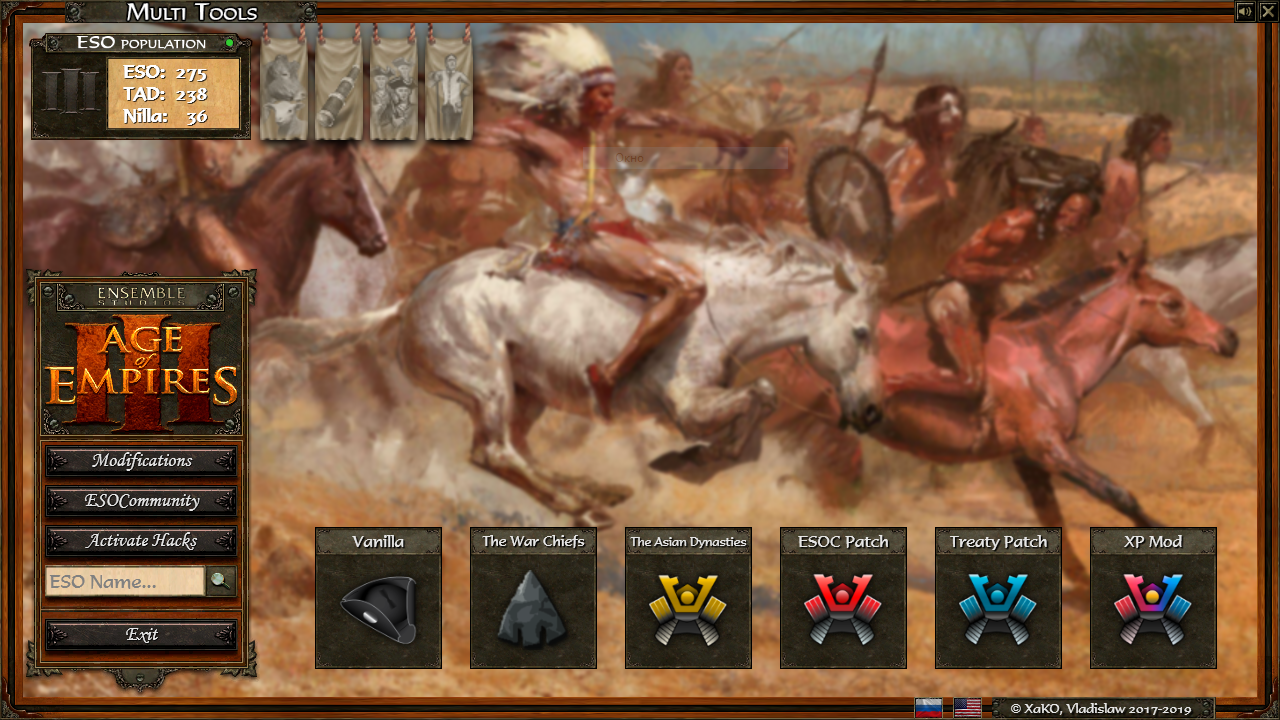 Multi Tools
ESO POPULATION
ESO: 275
TAD: 238
Nilla: 36
Окно
ENSEMBLE
STUDIOS
AGE
of
EMPIRES
Modifications
ESOCommunity
Activate Hacks
ESO Name...
Exit
Vanilla
The War Chiefs
The Asian Dynasties
ESOC Patch
Treaty Patch
XP Mod
© XaKO, Vladislaw 2017-2019